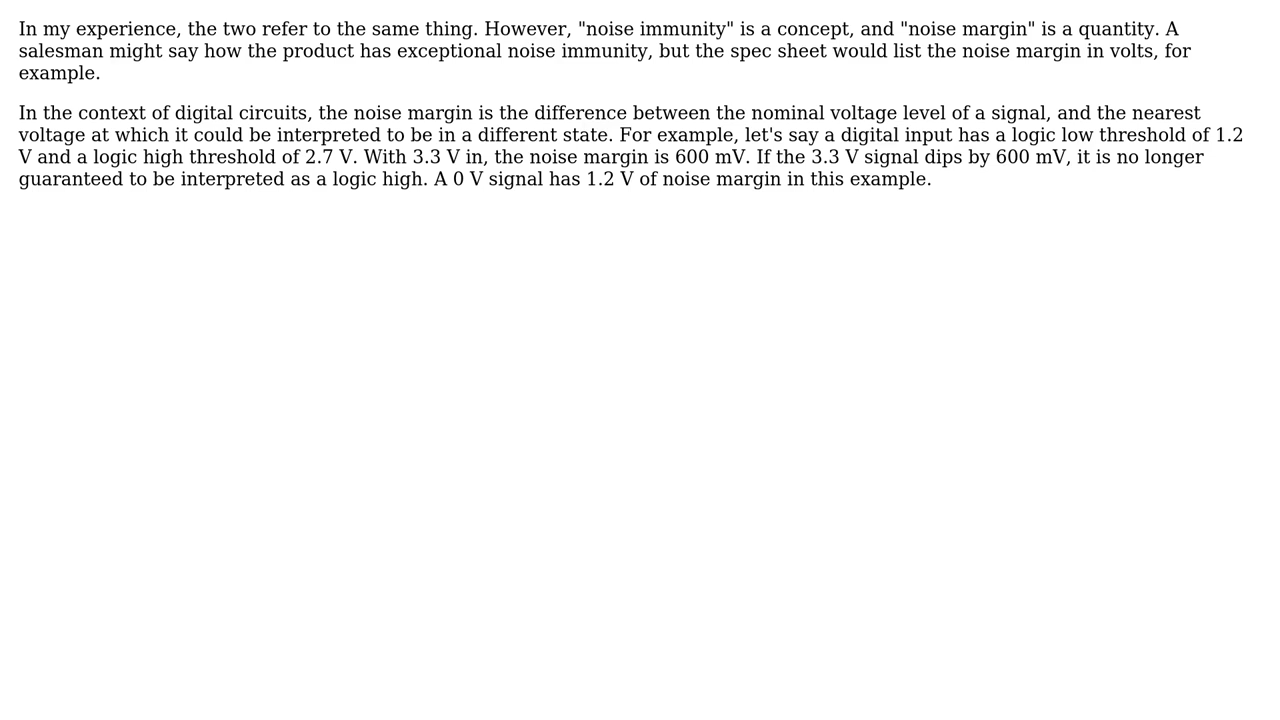 In my experience, the two refer to the same thing. However, "noise immunity" is a concept, and "noise margin" is a quantity. A
salesman might say how the product has exceptional noise immunity, but the spec sheet would list the noise margin in volts, for
example.
In the context of digital circuits, the noise margin is the difference between the nominal voltage level of a signal, and the nearest
voltage at which it could be interpreted to be in a different state. For example, let's say a digital input has a logic low threshold of 1.2
V and a logic high threshold of 2.7 V. With 3.3 V in, the noise margin is 600 mV. If the 3.3 V signal dips by 600 mV, it is no longer
guaranteed to be interpreted as a logic high. A 0 V signal has 1.2 V of noise margin in this example.